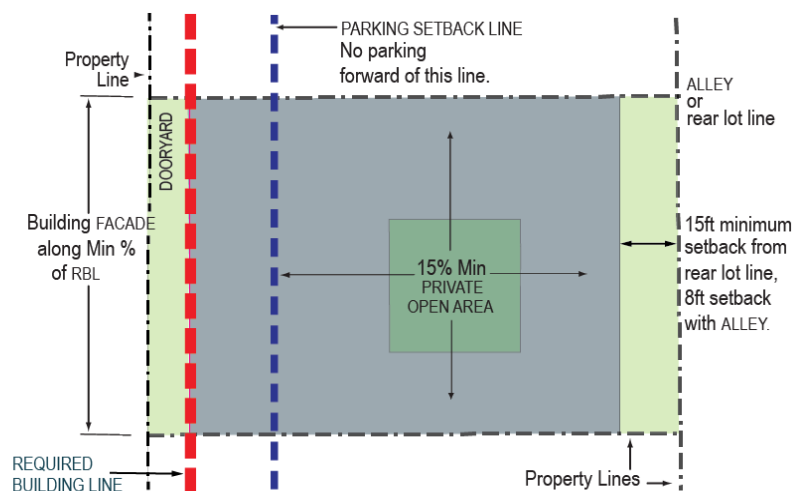 PARKING SETBACK LINE
No parking
forward of this line.
Property
Line
ALLEY
or
rear lot line
DOORYARD
Building FACADE
along Min %
of RBL
15% Min
PRIVATE
OPEN AREA
15ft minimum
setback from
rear lot line,
8ft setback
with ALLEY.
REQUIRED
BUILDING LINE
Property Lines